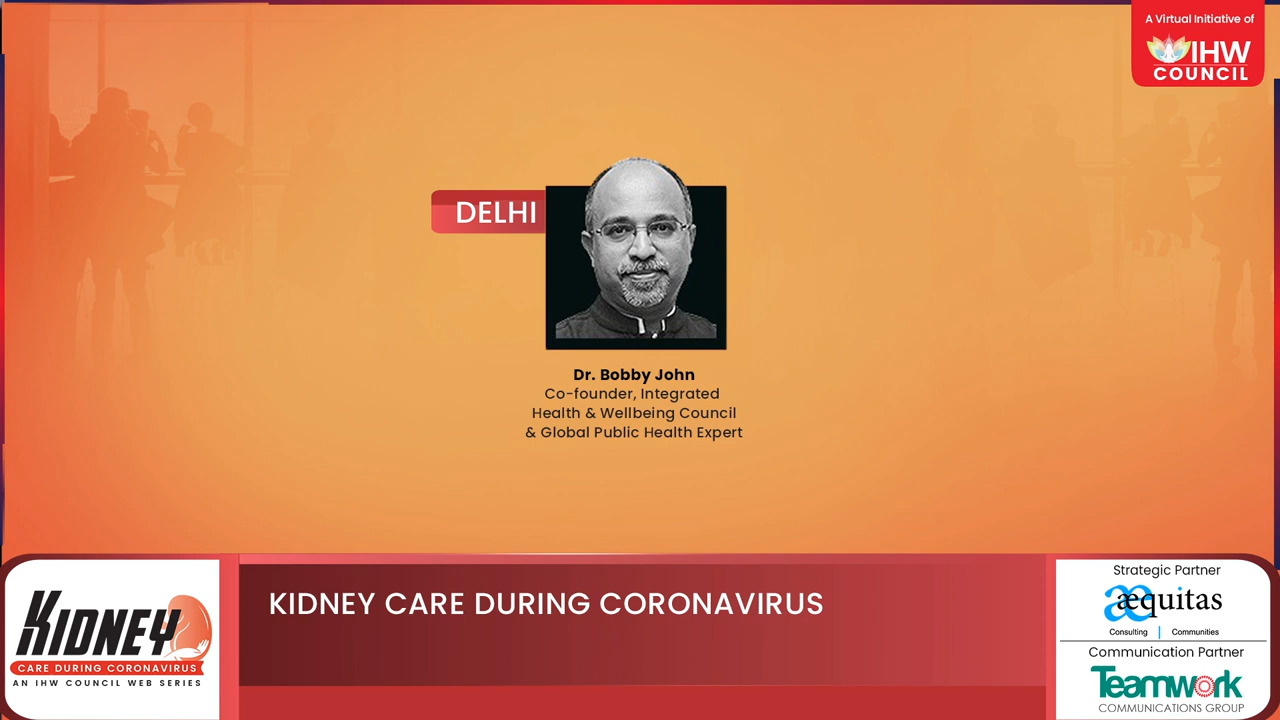 A Virtual Initiative of
IHW
COUNCIL
DELHI
Dr. Bobby John
Co-founder, Integrated
Health & Wellbeing Council
& Global Public Health Expert
KIDNEY
CARE DURING CORONAVIRUS
AN IHW COUNCIL WEB SERIES
KIDNEY CARE DURING CORONAVIRUS
Strategic Partner
æquitas
Consulting | Communities
Communication Partner
Teamwork
COMMUNICATIONS GROUP